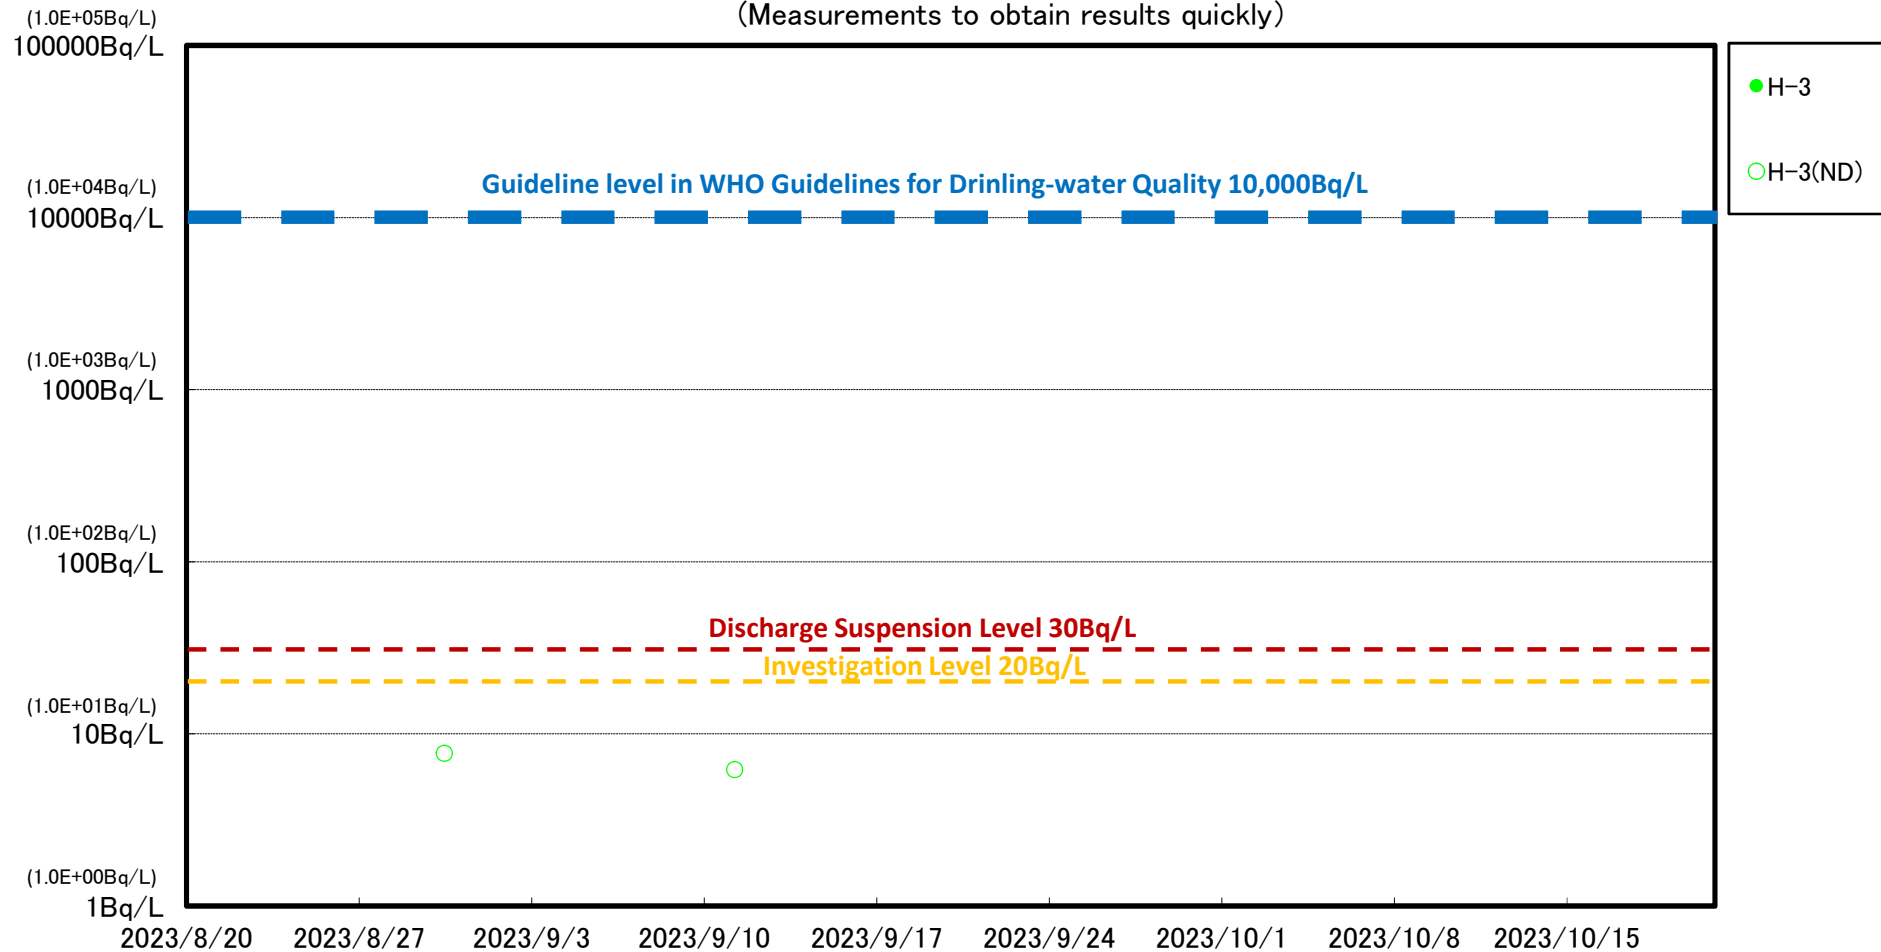 (Measurements to obtain results quickly)
(1.0E+05Bq/L)
100000Bq/L
H-3
H-3(ND)
(1.0E+04Bq/L)
10000Bq/L
Guideline level in WHO Guidelines for Drinling-water Quality 10,000Bq/L
(1.0E+03Bq/L)
1000Bq/L
(1.0E+02Bq/L)
100Bq/L
Discharge Suspension Level 30Bq/L
Investigation Level 20Bq/L
(1.0E+01Bq/L)
10Bq/L
(1.0E+00Bq/L)
1Bq/L
2023/8/20 2023/8/27 2023/9/3 2023/9/10 2023/9/17 2023/9/24 2023/10/1 2023/10/8 2023/10/15